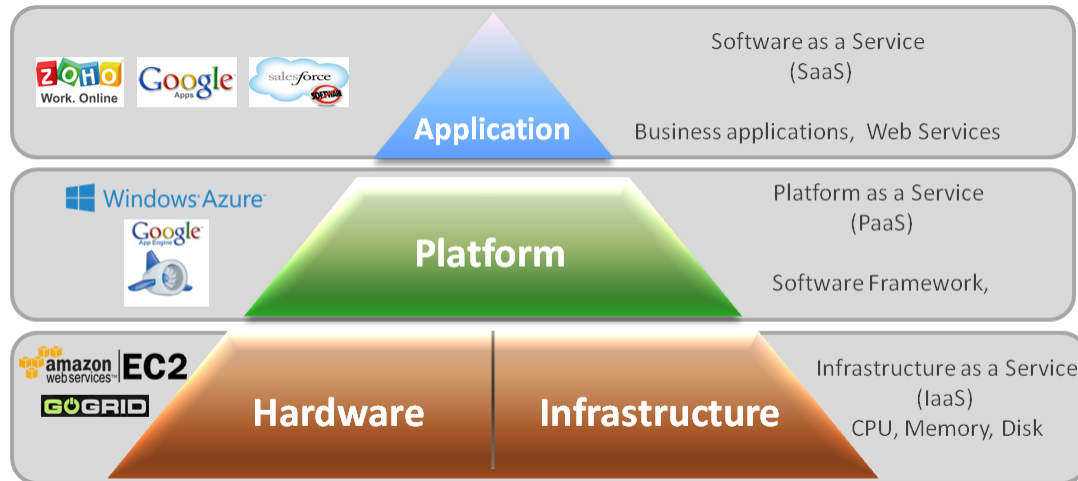 ZOHO
Work. Online
Google
Apps
salesforce
SOFTWARE
Application
Software as a Service
(SaaS)
Business applications, Web Services
Windows Azure
Google
App Engine
Platform
Platform as a Service
(PaaS)
Software Framework,
amazon
webservices™
EC2
GOGRID
Hardware
Infrastructure
Infrastructure as a Service
(IaaS)
CPU, Memory, Disk